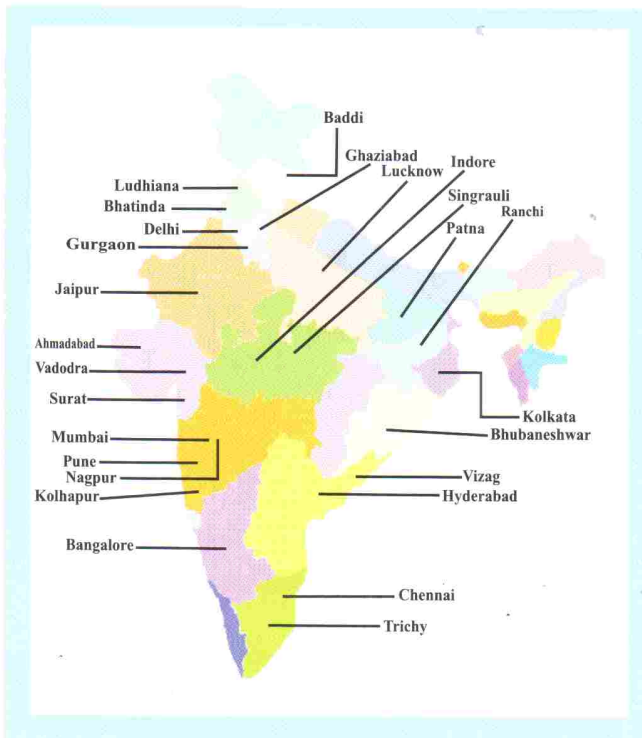 Baddi
Ghaziabad
Indore
Lucknow
Ludhiana
Singrauli
Bhatinda
Ranchi
Delhi
Patna
Gurgaon
Jaipur
Ahmadabad
Vadodra
Surat
Kolkata
Mumbai
Bhubaneshwar
Pune
Vizag
Nagpur
Hyderabad
Kolhapur
Bangalore
Chennai
Trichy